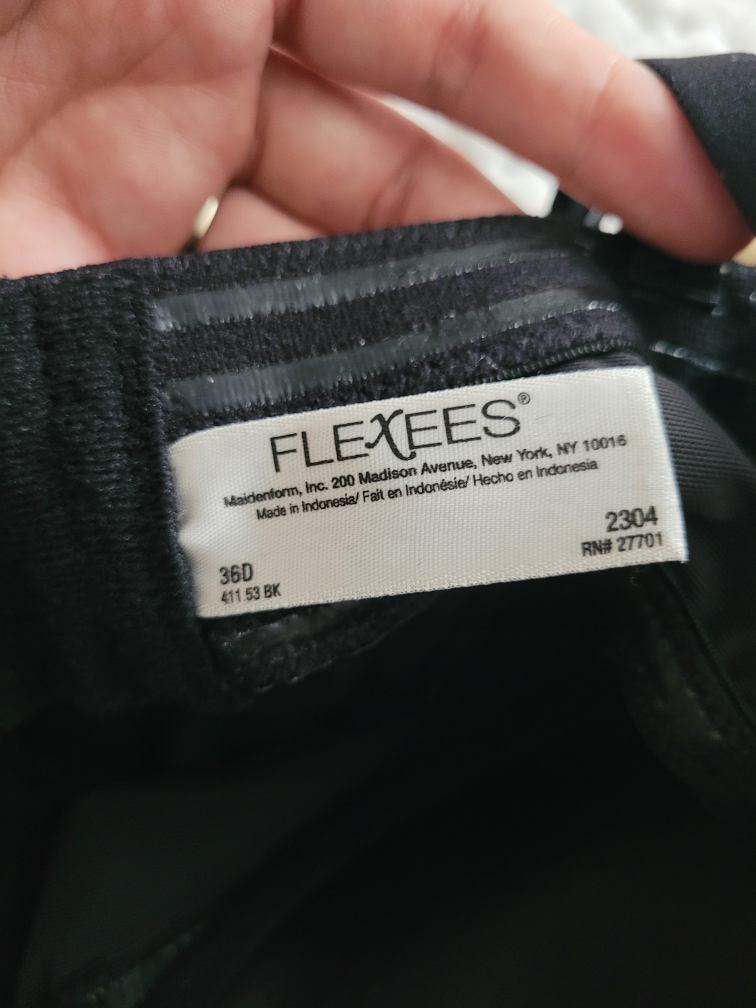 FLEXEES®
Maidenform, Inc. 200 Madison Avenue, New York, NY 10016
Made in Indonesia/ Fait en Indonésie/ Hecho en Indonesia
2304
RN# 27701
36D
411 53 BK